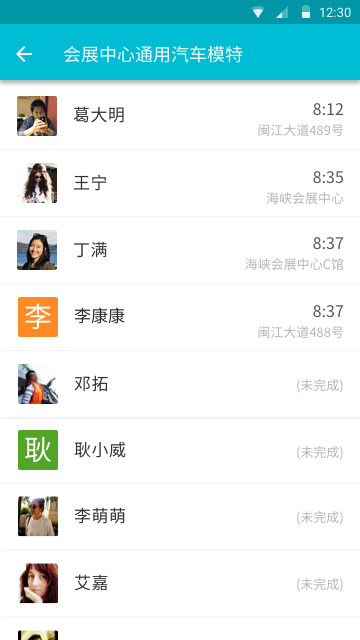 12:30
会展中心通用汽车模特
葛大明
8:12
闽江大道489号
王宁
8:35
海峡会展中心
丁满
8:37
海峡会展中心C馆
李
李康康
8:37
闽江大道488号
邓拓
(未完成)
耿
耿小威
(未完成)
李萌萌
(未完成)
艾嘉
(未完成)